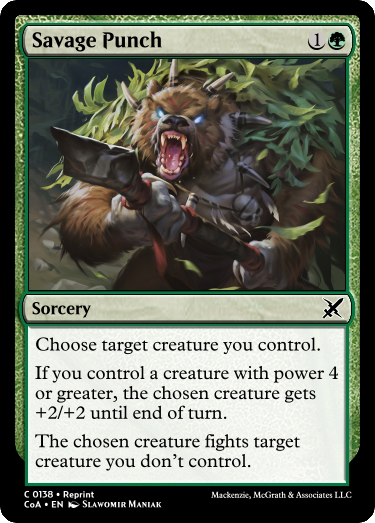 Savage Punch 1
Sorcery
Choose target creature you control.
If you control a creature with power 4
or greater, the chosen creature gets
+2/+2 until end of turn.
The chosen creature fights target
creature you don't control.
C 0138 • Reprint
CoA • EN Slawomir Maniak
Mackenzie, McGrath & Associates LLC